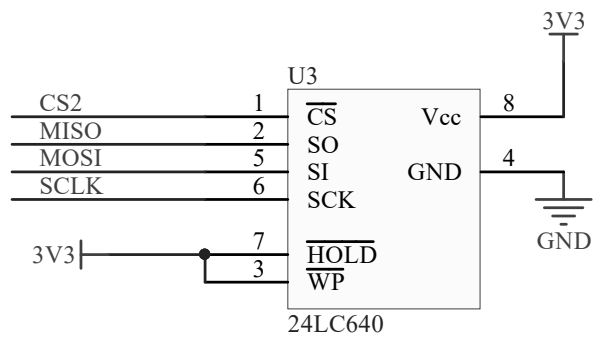 3V3
U3
CS2 1 CS Vcc 8
MISO 2 SO
MOSI 5 SI GND 4
SCLK 6 SCK
GND
3V3 7 HOLD
3 WP
24LC640